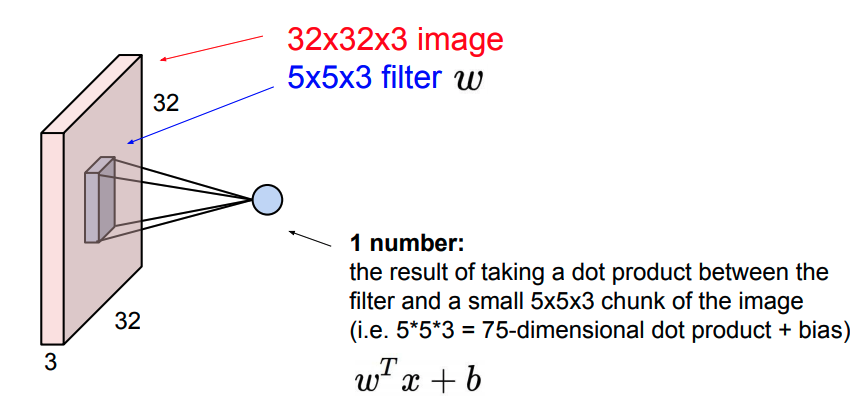 32x32x3 image
5x5x3 filter w
32
32
3
1 number:
the result of taking a dot product between the
filter and a small 5x5x3 chunk of the image
(i.e. 5*5*3 = 75-dimensional dot product + bias)
w^T x + b